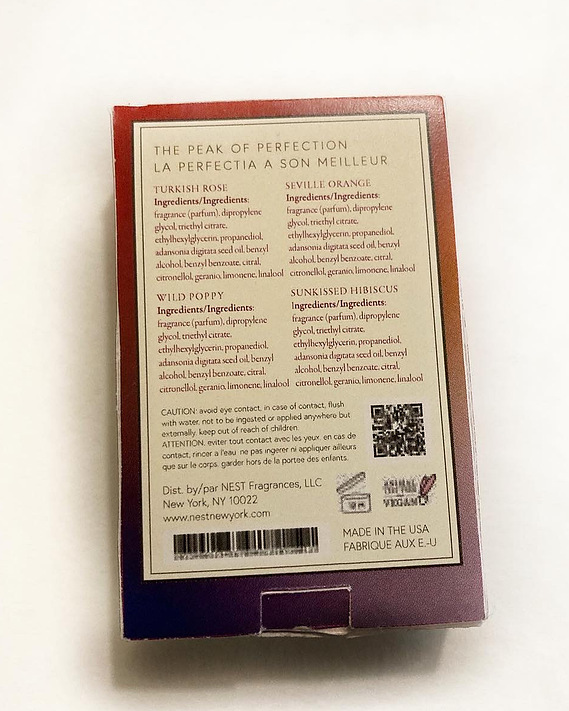 THE PEAK OF PERFECTION
LA PERFECTIA A SON MEILLEUR
TURKISH ROSE
Ingredients/Ingredients:
fragrance (parfum), dipropylene
glycol, triethyl citrate,
ethylhexylglycerin, propanediol,
adansonia digitata seed oil, benzyl
alcohol, benzyl benzoate, citral,
citronellol, geranio, limonene, linalool
SEVILLE ORANGE
Ingredients/Ingredients:
fragrance (parfum), dipropylene
glycol, triethyl citrate,
ethylhexylglycerin, propanediol,
adansonia digitata seed oil, benzyl
alcohol, benzyl benzoate, citral,
citronellol, geranio, limonene, linalool
WILD POPPY
Ingredients/Ingredients:
fragrance (parfum), dipropylene
glycol, triethyl citrate,
ethylhexylglycerin, propanediol,
adansonia digitata seed oil, benzyl
alcohol, benzyl benzoate, citral,
citronellol, geranio, limonene, linalool
SUNKISSED HIBISCUS
Ingredients/Ingredients:
fragrance (parfum), dipropylene
glycol, triethyl citrate,
ethylhexylglycerin, propanediol,
adansonia digitata seed oil, benzyl
alcohol, benzyl benzoate, citral,
citronellol, geranio, limonene, linalool
CAUTION: avoid eye contact, in case of contact, flush
with water, not to be ingested or applied anywhere but
externally, keep out of reach of children.
ATTENTION, eviter tout contact avec les yeux. en cas de
contact, rincer a l'eau. ne pas ingerer ni appliquer ailleurs
que sur le corps. garder hors de la portee des enfants.
Dist. by/par NEST Fragrances, LLC
New York, NY 10022
www.nestnewyork.com
VEGAN
MADE IN THE USA
FABRIQUE AUX E.-U